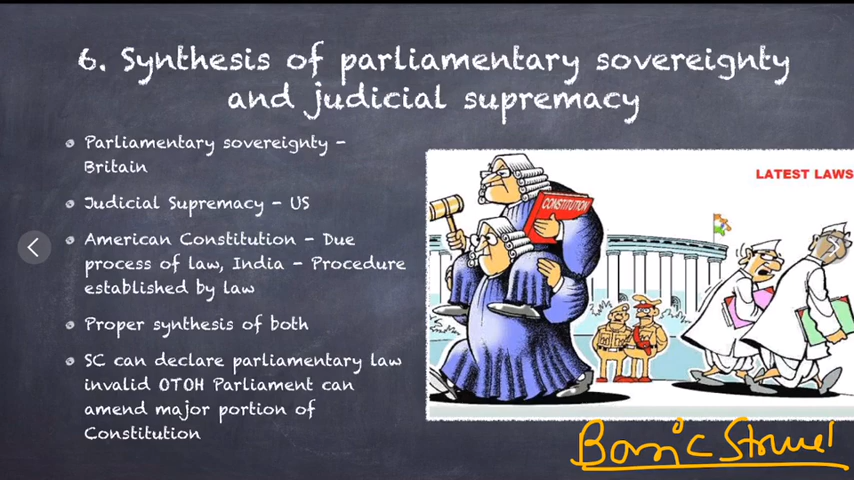 6. Synthesis of parliamentary sovereignty
and judicial supremacy
Parliamentary sovereignty -
Britain
Judicial Supremacy - US
American Constitution - Due
process of law, India - Procedure
established by law
Proper synthesis of both
SC can declare parliamentary law
invalid OTOH Parliament can
amend major portion of
Constitution
LATEST LAWS
CONSTITUTION
Basic